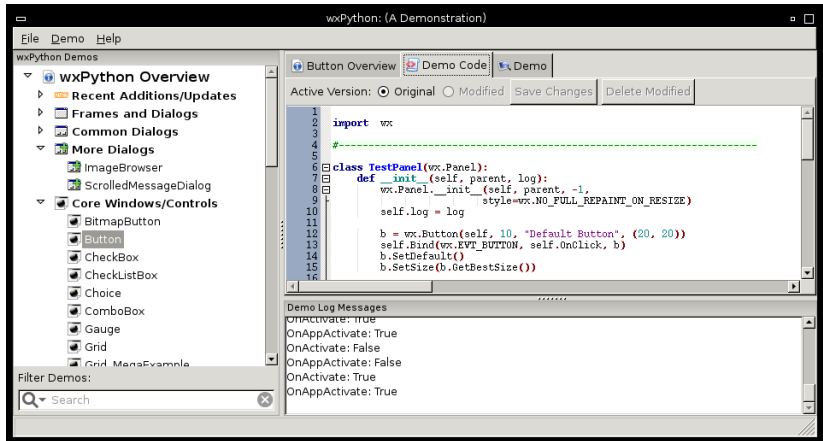 wxPython: (A Demonstration)
File Demo Help
wxPython Demos
wxPython Overview
Recent Additions/Updates
Frames and Dialogs
Common Dialogs
More Dialogs
ImageBrowser
ScrolledMessageDialog
Core Windows/Controls
BitmapButton
Button
CheckBox
CheckListBox
Choice
ComboBox
Gauge
Grid
Grid_MegaExample
Filter Demos:
Search
Button Overview Demo Code Demo
Active Version: Original Modified Save Changes Delete Modified
1
2 import wx
3
4 #----------------------------------------------------------------------
5
6 class TestPanel(wx.Panel):
7 def __init__(self, parent, log):
8 wx.Panel.__init__(self, parent, -1,
9 style=wx.NO_FULL_REPAINT_ON_RESIZE)
10 self.log = log
11
12 b = wx.Button(self, 10, "Default Button", (20, 20))
13 self.Bind(wx.EVT_BUTTON, self.OnClick, b)
14 b.SetDefault()
15 b.SetSize(b.GetBestSize())
16
Demo Log Messages
OnActivate: True
OnAppActivate: True
OnActivate: False
OnAppActivate: False
OnActivate: True
OnAppActivate: True